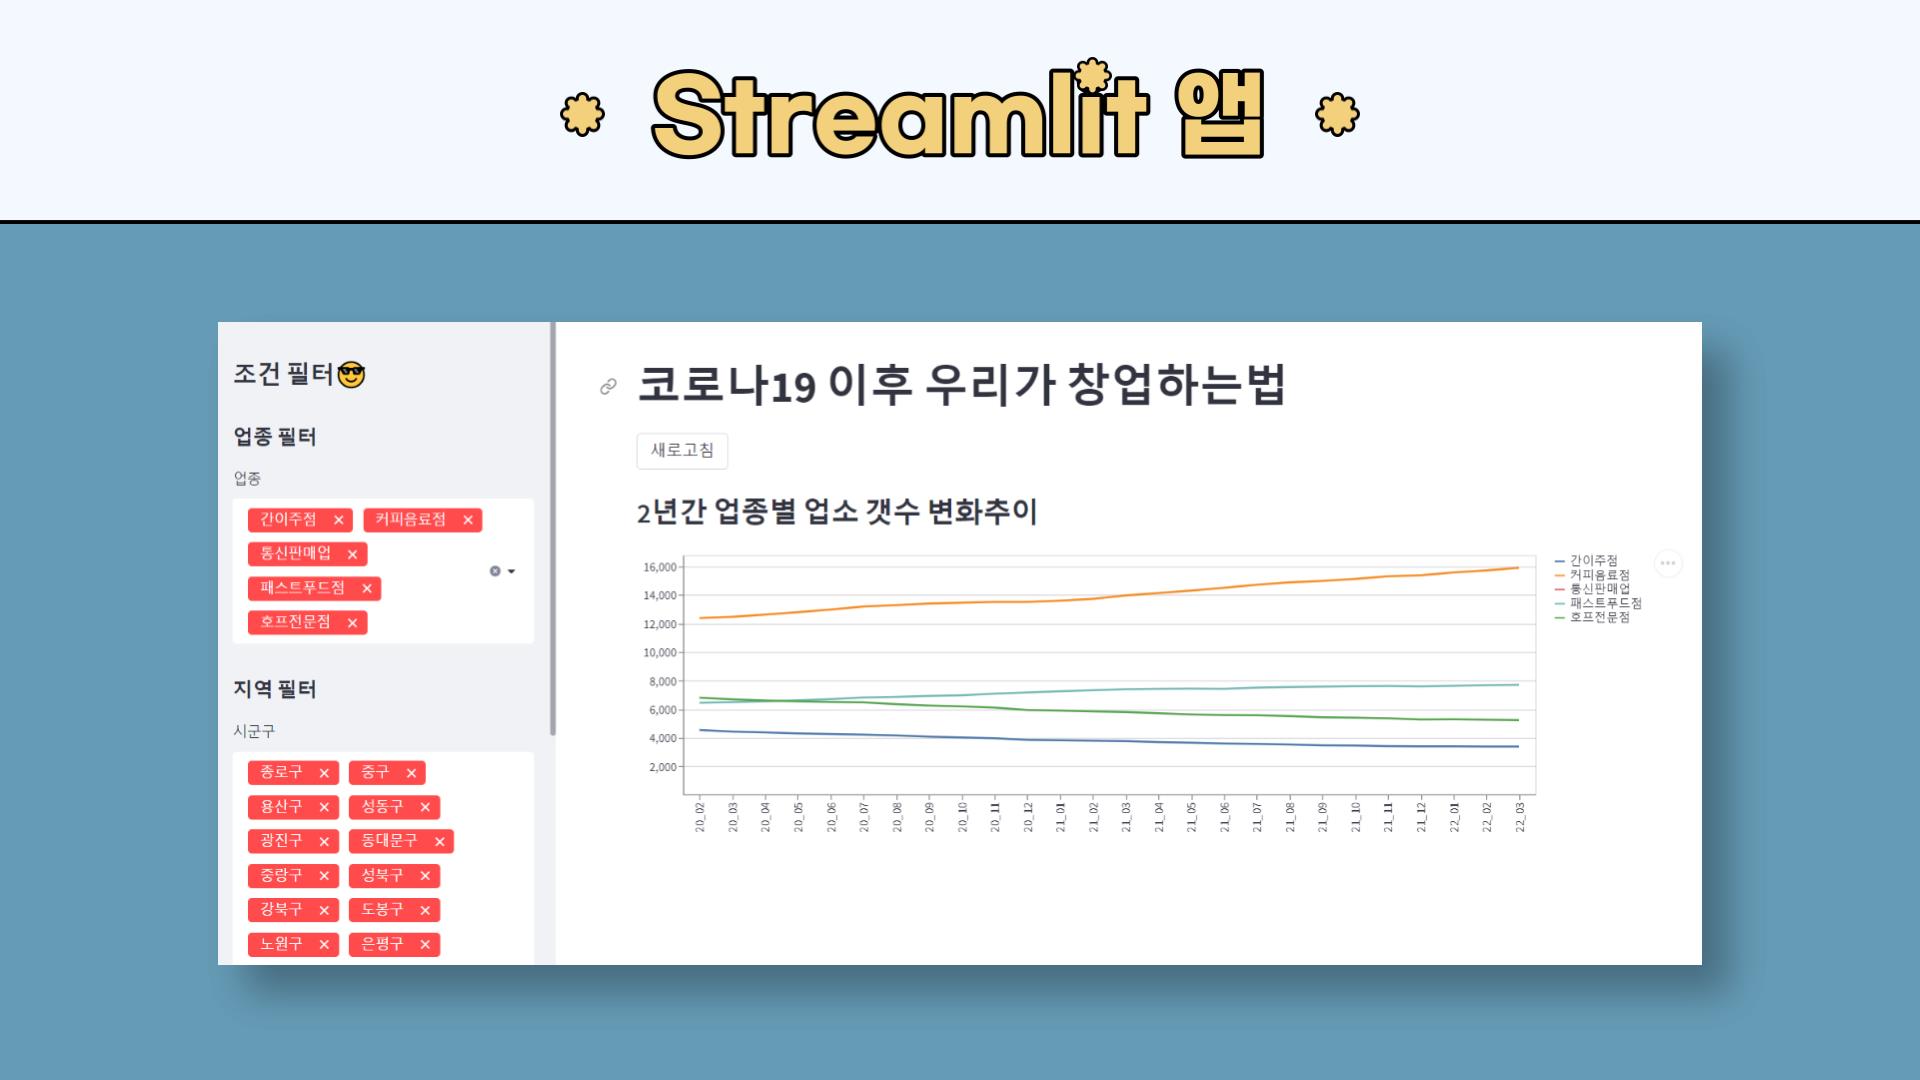 Streamlit 앱
조건 필터😎
업종 필터
업종
간이주점 × 커피음료점 ×
통신판매업 ×
패스트푸드점 ×
호프전문점 ×
지역 필터
시군구
종로구 × 중구 ×
용산구 × 성동구 ×
광진구 × 동대문구 ×
중랑구 × 성북구 ×
강북구 × 도봉구 ×
노원구 × 은평구 ×
코로나19 이후 우리가 창업하는법
새로고침
2년간 업종별 업소 갯수 변화추이
16,000
14,000
12,000
10,000
8,000
6,000
4,000
2,000
20_02 20_03 20_04 20_05 20_06 20_07 20_08 20_09 20_10 20_11 20_12 21_01 21_02 21_03 21_04 21_05 21_06 21_07 21_08 21_09 21_10 21_11 21_12 22_01 22_02 22_03
간이주점
커피음료점
통신판매업
패스트푸드점
호프전문점